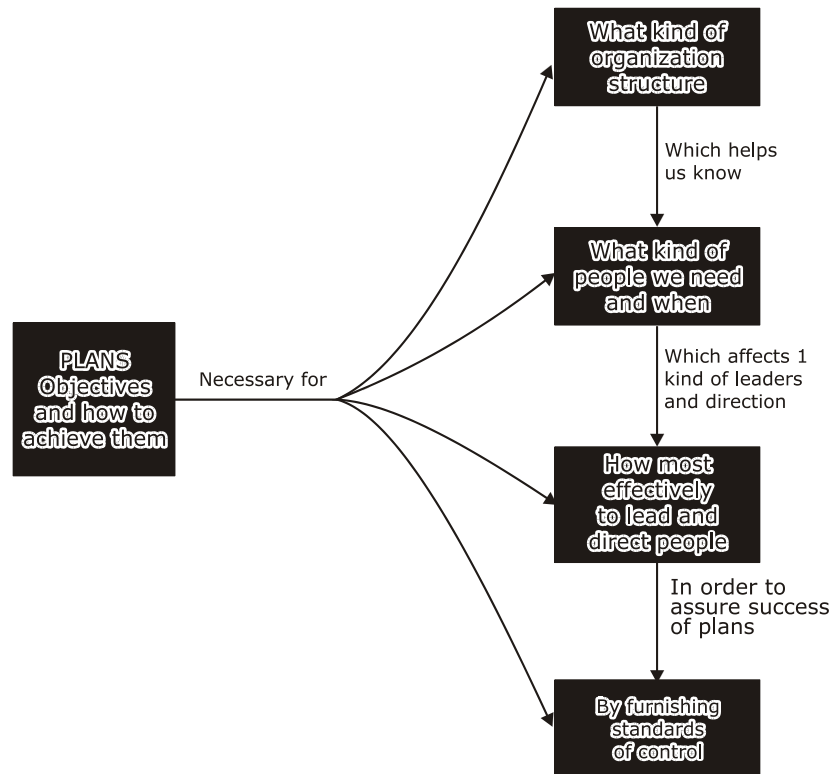 What kind of
organization
structure
Which helps
us know
What kind of
people we need
and when
PLANS
Objectives
and how to
achieve them
Necessary for
Which affects 1
kind of leaders
and direction
How most
effectively
to lead and
direct people
In order to
assure success
of plans
By furnishing
standards
of control